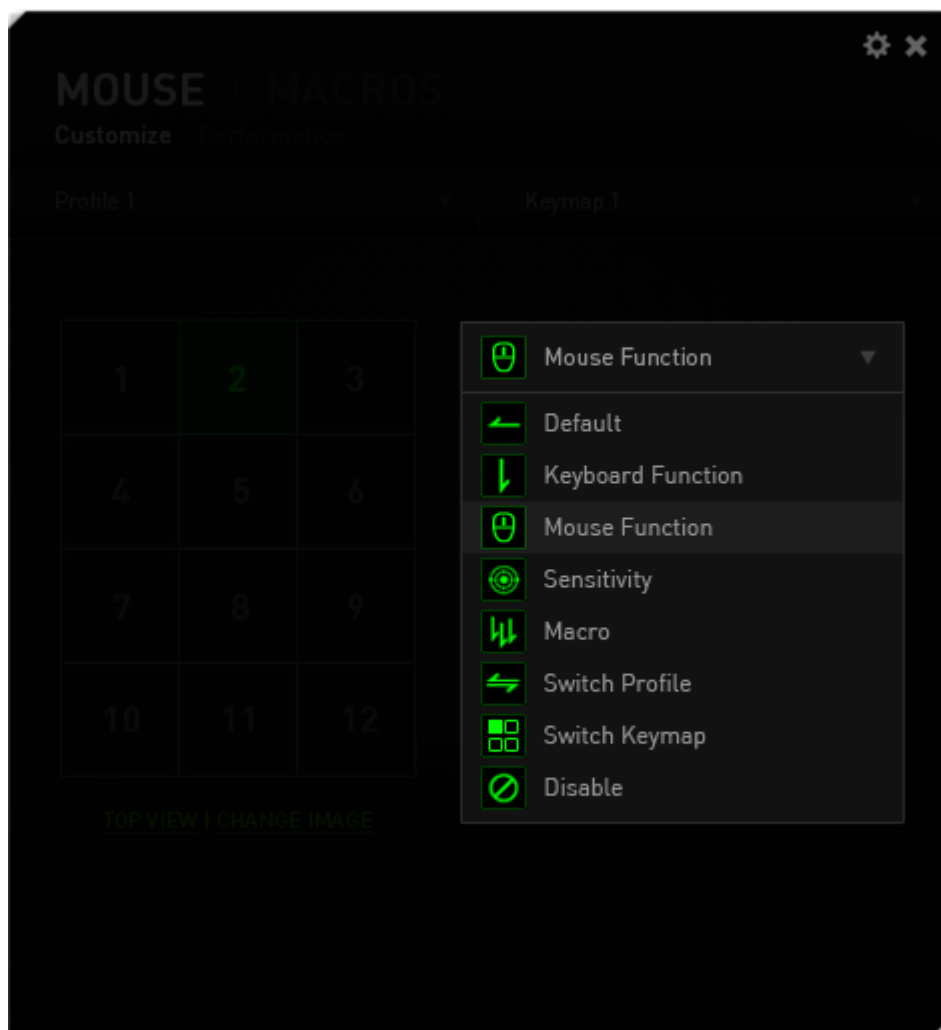 MOUSE | MACROS
Customize Performance
Profile 1 Keymap 1
1 2 3
4 5 6
7 8 9
10 11 12
TOP VIEW | CHANGE IMAGE
Mouse Function
Default
Keyboard Function
Mouse Function
Sensitivity
Macro
Switch Profile
Switch Keymap
Disable